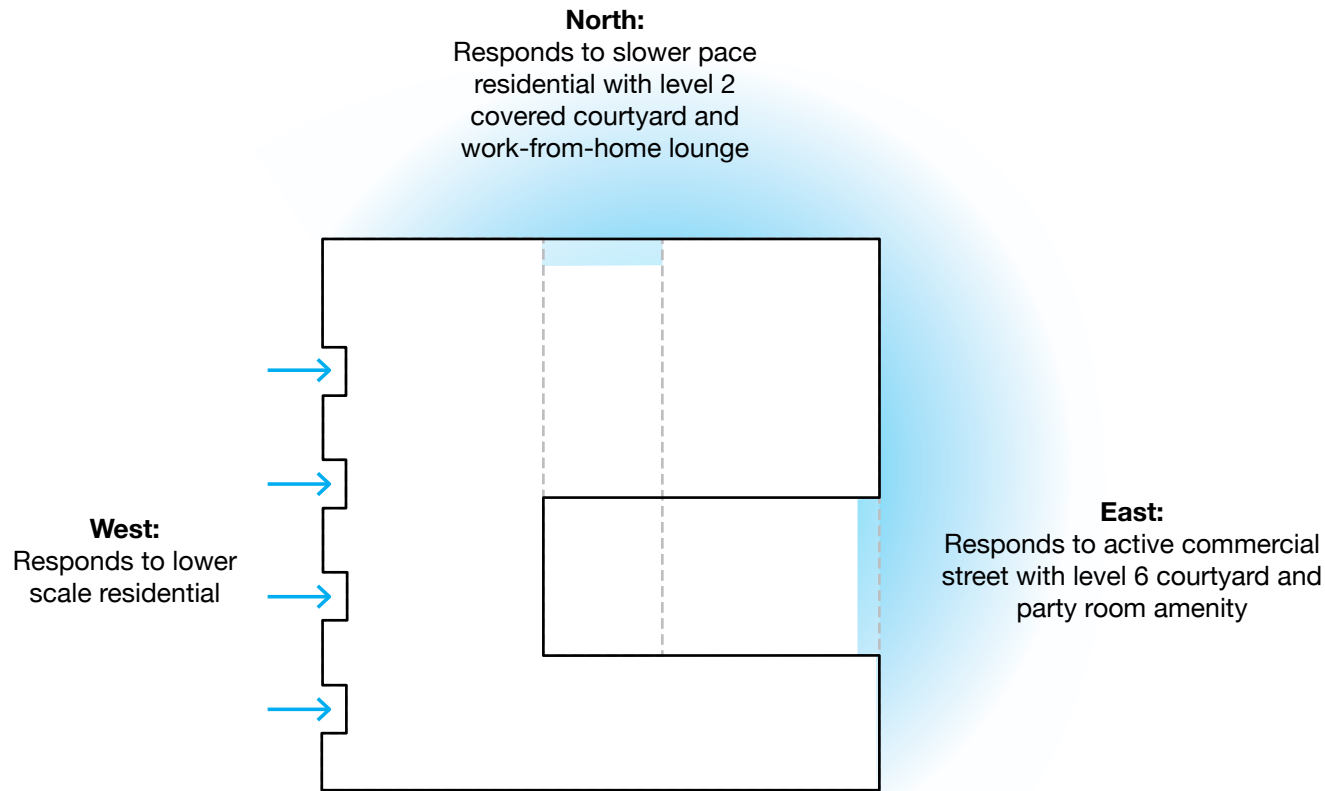 North:
Responds to slower pace
residential with level 2
covered courtyard and
work-from-home lounge
West:
Responds to lower
scale residential
East:
Responds to active commercial
street with level 6 courtyard and
party room amenity